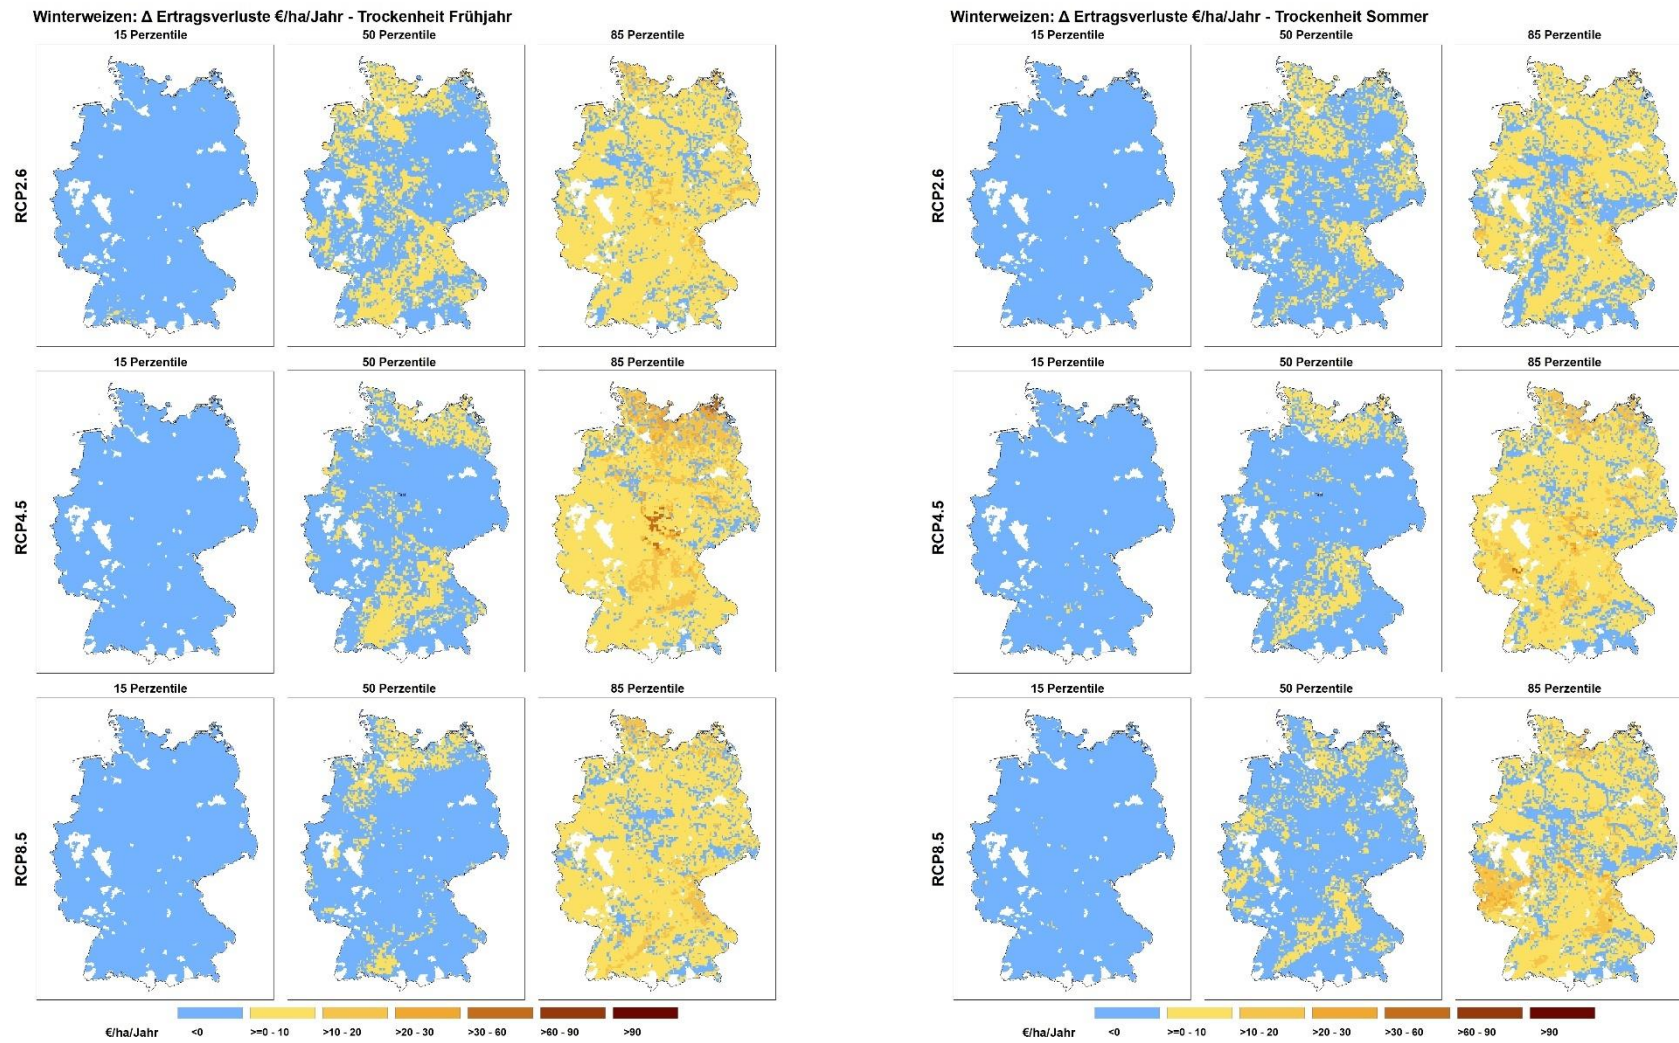 Winterweizen: Δ Ertragsverluste €/ha/Jahr - Trockenheit Frühjahr
15 Perzentile 50 Perzentile 85 Perzentile
RCP2.6
15 Perzentile 50 Perzentile 85 Perzentile
RCP4.5
15 Perzentile 50 Perzentile 85 Perzentile
RCP8.5
€/ha/Jahr <0 >=0 - 10 >10 - 20 >20 - 30 >30 - 60 >60 - 90 >90
Winterweizen: Δ Ertragsverluste €/ha/Jahr - Trockenheit Sommer
15 Perzentile 50 Perzentile 85 Perzentile
RCP2.6
15 Perzentile 50 Perzentile 85 Perzentile
RCP4.5
15 Perzentile 50 Perzentile 85 Perzentile
RCP8.5
€/ha/Jahr <0 >=0 - 10 >10 - 20 >20 - 30 >30 - 60 >60 - 90 >90